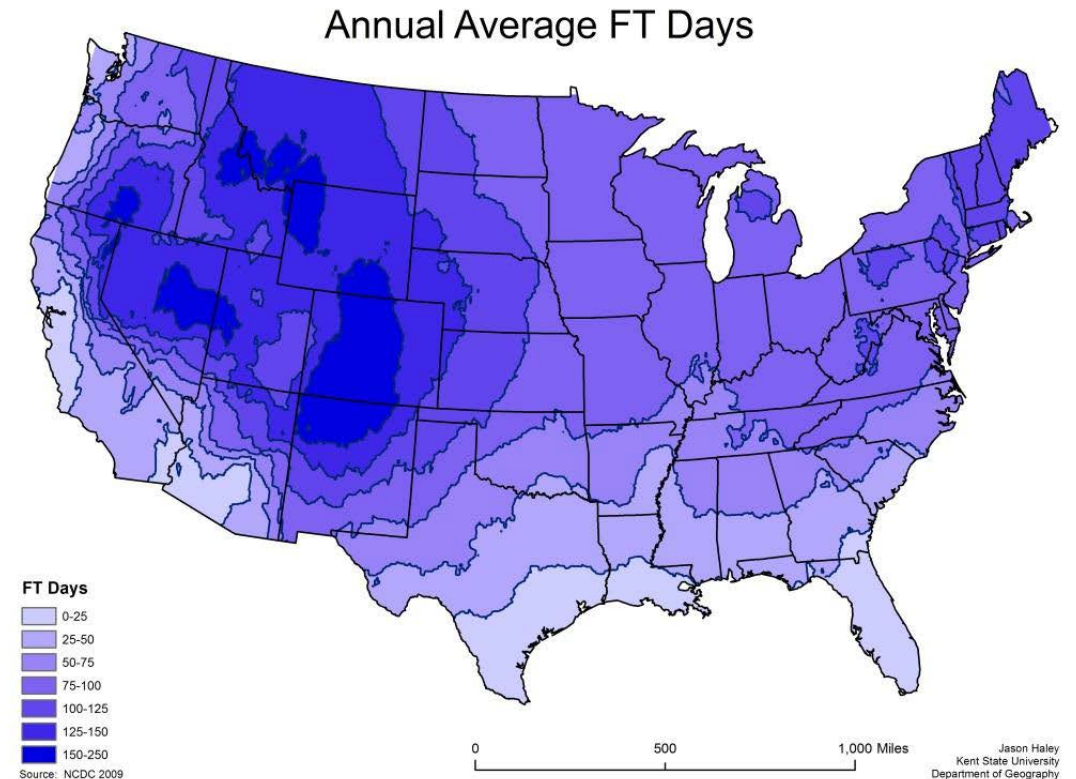 Annual Average FT Days
FT Days
0-25
25-50
50-75
75-100
100-125
125-150
150-250
Source: NCDC 2009
0 500 1,000 Miles
Jason Haley
Kent State University
Department of Geography